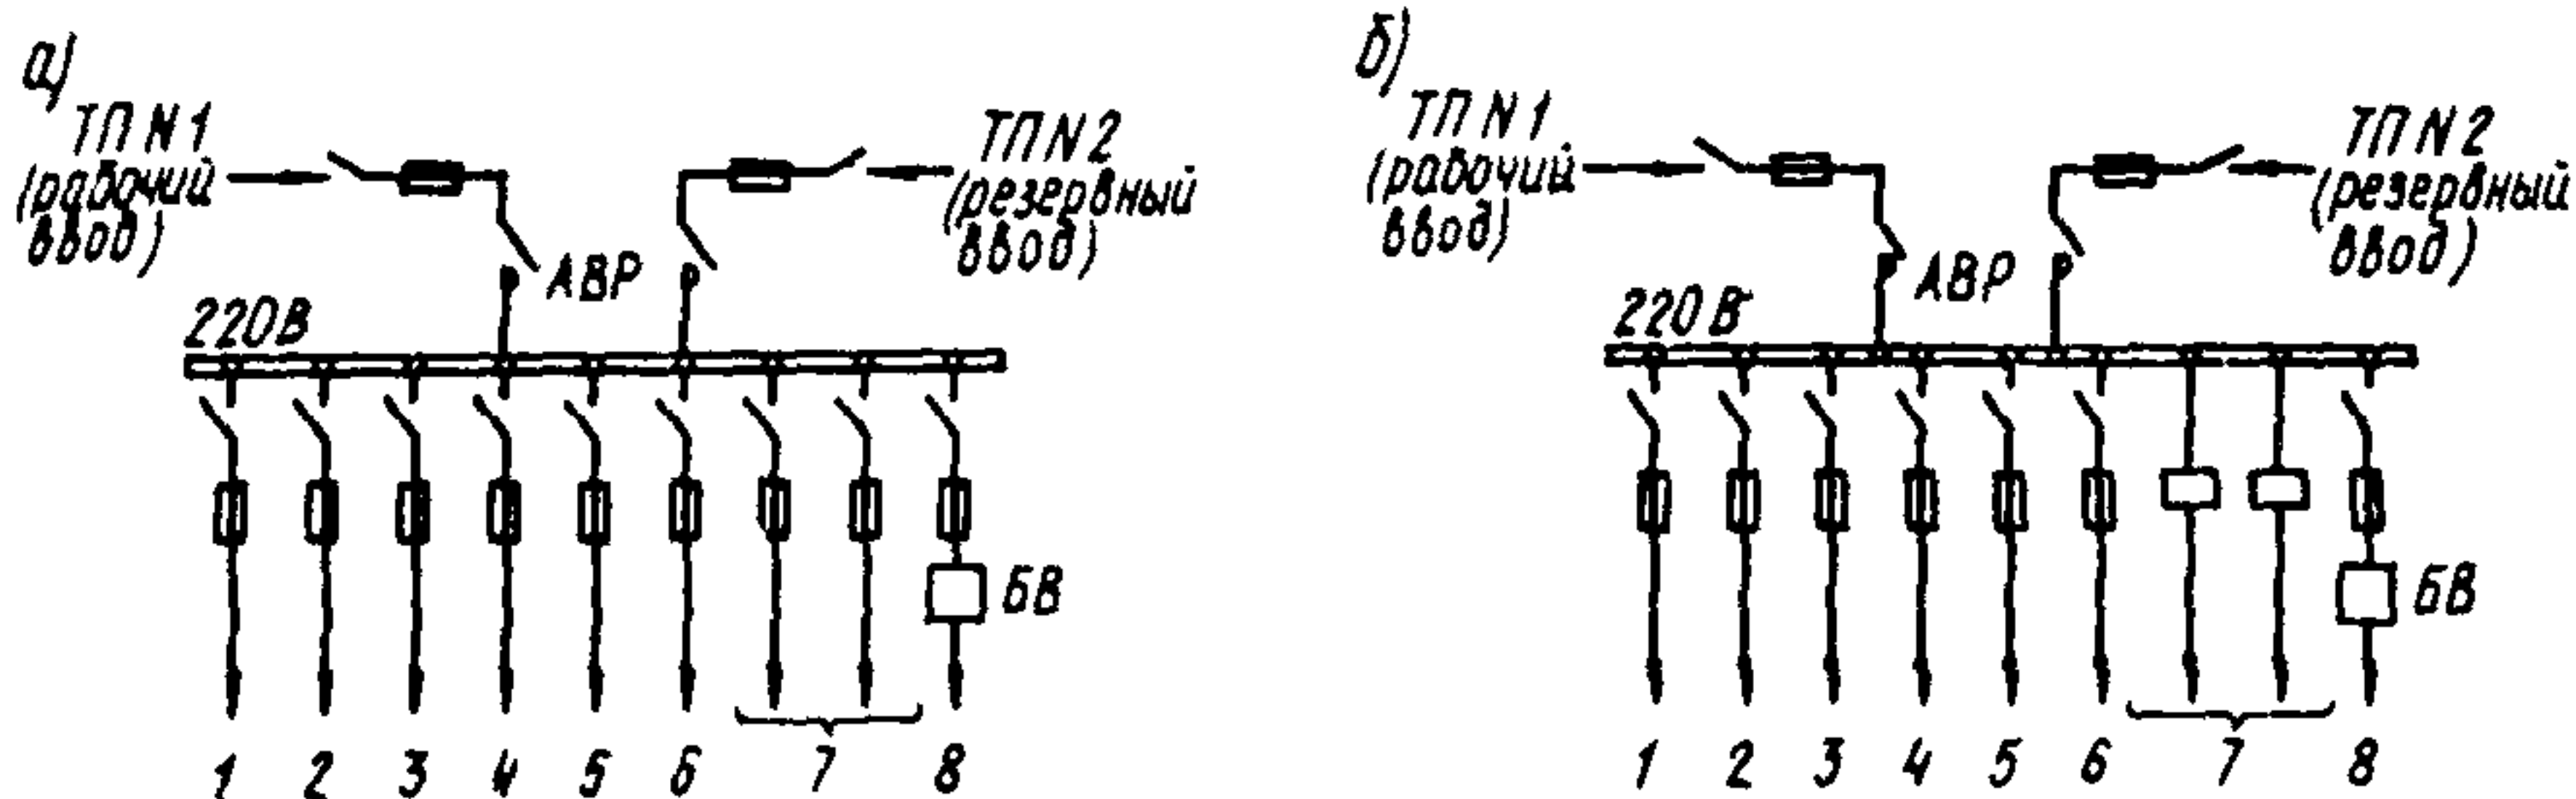 а)
ТП N 1
(рабочий
ввод)
ТП N 2
(резервный
ввод)
АВР
220В
БВ
1 2 3 4 5 6 7 8
б)
ТП N 1
(рабочий
ввод)
ТП N 2
(резервный
ввод)
АВР
220 В
БВ
1 2 3 4 5 6 7 8